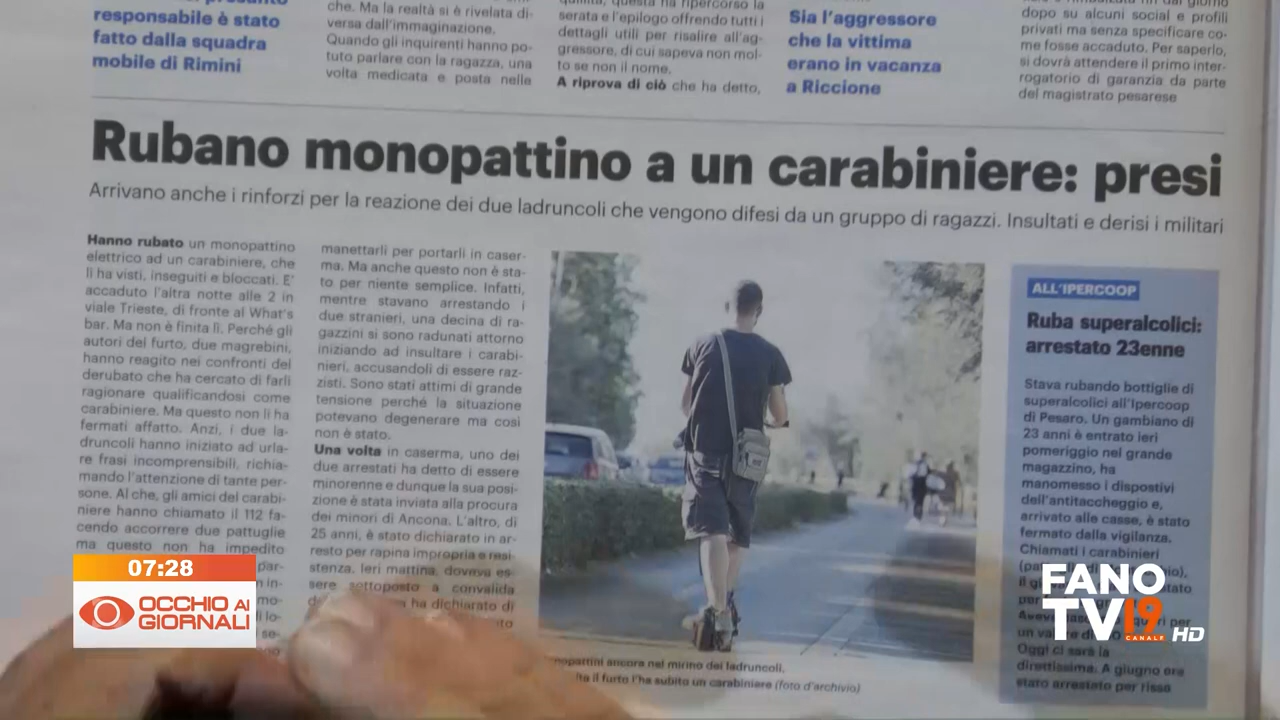 responsabile è stato
fatto dalla squadra
mobile di Rimini
che. Ma la realtà si è rivelata di-
versa dall'immaginazione.
Quando gli inquirenti hanno po-
tuto parlare con la ragazza, una
volta medicata e posta nelle
questa ha ripercorso la
serata e l'epilogo offrendo tutti i
dettagli utili per risalire all'ag-
gressore, di cui sapeva non mol-
to se non il nome.
A riprova di ciò che ha detto,
Sia l'aggressore
che la vittima
erano in vacanza
a Riccione
dopo su alcuni social e profili
privati ma senza specificare co-
me fosse accaduto. Per saperlo,
si dovrà attendere il primo inter-
rogatorio di garanzia da parte
del magistrato pesarese
Rubano monopattino a un carabiniere: presi
Arrivano anche i rinforzi per la reazione dei due ladruncoli che vengono difesi da un gruppo di ragazzi. Insultati e derisi i militari
Hanno rubato un monopattino
elettrico ad un carabiniere, che
li ha visti, inseguiti e bloccati. E'
accaduto l'altra notte alle 2 in
viale Trieste, di fronte al What's
bar. Ma non è finita lì. Perché gli
autori del furto, due magrebini,
hanno reagito nei confronti del
derubato che ha cercato di farli
ragionare qualificandosi come
carabiniere. Ma questo non li ha
fermati affatto. Anzi, i due la-
druncoli hanno iniziato ad urla-
re frasi incomprensibili, richia-
mando l'attenzione di tante per-
sone. Al che, gli amici del carabi-
niere hanno chiamato il 112 fa-
cendo accorrere due pattuglie
ma questo non ha impedito
manettarli per portarli in caser-
ma. Ma anche questo non è sta-
to per niente semplice. Infatti,
mentre stavano arrestando i
due stranieri, una decina di ra-
gazzini si sono radunati attorno
iniziando ad insultare i carabi-
nieri, accusandoli di essere raz-
zisti. Sono stati attimi di grande
tensione perché la situazione
potevano degenerare ma così
non è stato.
Una volta in caserma, uno dei
due arrestati ha detto di essere
minorenne e dunque la sua posi-
zione è stata inviata alla procura
dei minori di Ancona. L'altro, di
25 anni, è stato dichiarato in ar-
resto per rapina impropria e resi-
stenza. Ieri mattina, doveva es-
sere sottoposto a convalida
ha dichiarato di
ALL'IPERCOOP
Ruba superalcolici:
arrestato 23enne
Stava rubando bottiglie di
superalcolici all'Ipercoop
di Pesaro. Un gambiano di
23 anni è entrato ieri
pomeriggio nel grande
magazzino, ha
manomesso i dispostivi
dell'antitaccheggio e,
arrivato alle casse, è stato
fermato dalla vigilanza.
Chiamati i carabinieri
Oggi ci sarà la
direttissima. A giugno era
stato arrestato per rissa
ancora nel mirino dei ladruncoli,
il furto l'ha subito un carabiniere (foto d'archivio)
07:28
OCCHIO AI
GIORNALI
FANO
TV 19
CANALE HD